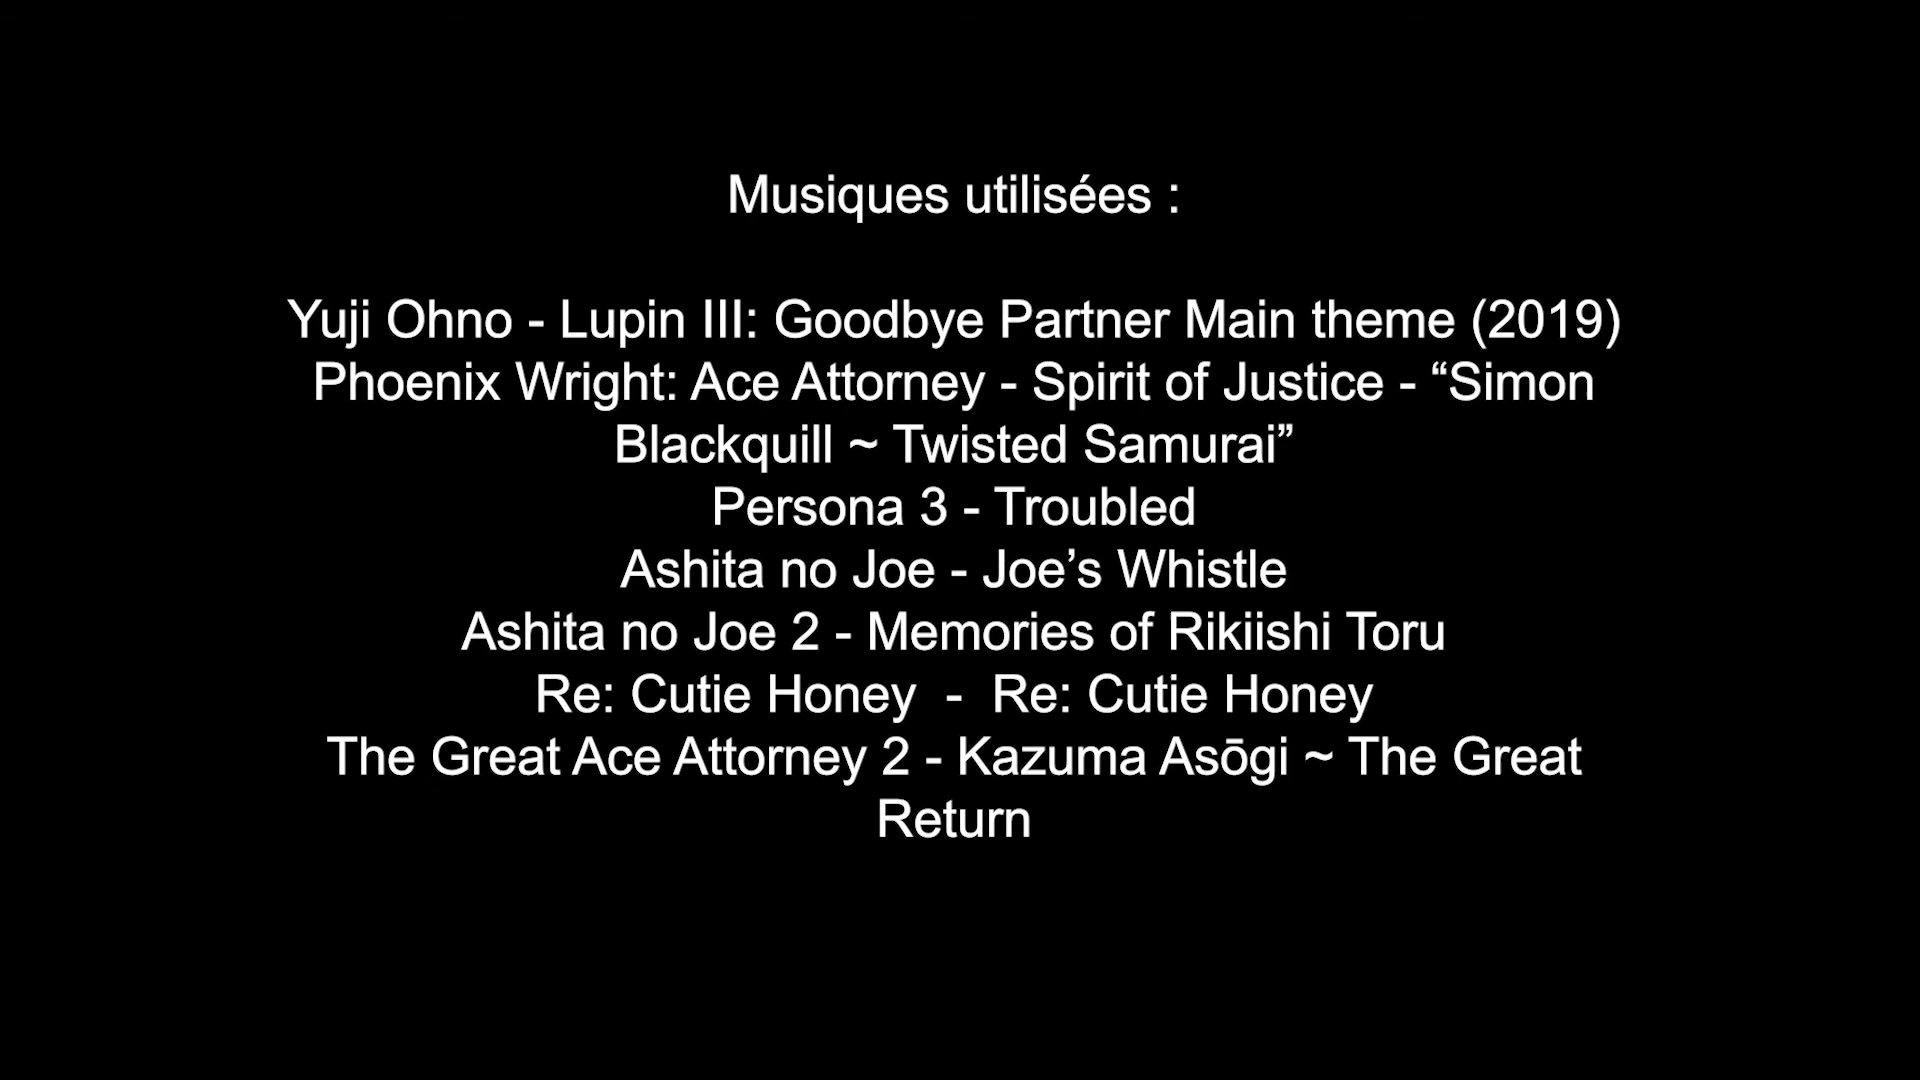 Musiques utilisées :
Yuji Ohno - Lupin III: Goodbye Partner Main theme (2019)
Phoenix Wright: Ace Attorney - Spirit of Justice - “Simon
Blackquill ~ Twisted Samurai”
Persona 3 - Troubled
Ashita no Joe - Joe’s Whistle
Ashita no Joe 2 - Memories of Rikiishi Toru
Re: Cutie Honey  -  Re: Cutie Honey
The Great Ace Attorney 2 - Kazuma Asōgi ~ The Great
Return